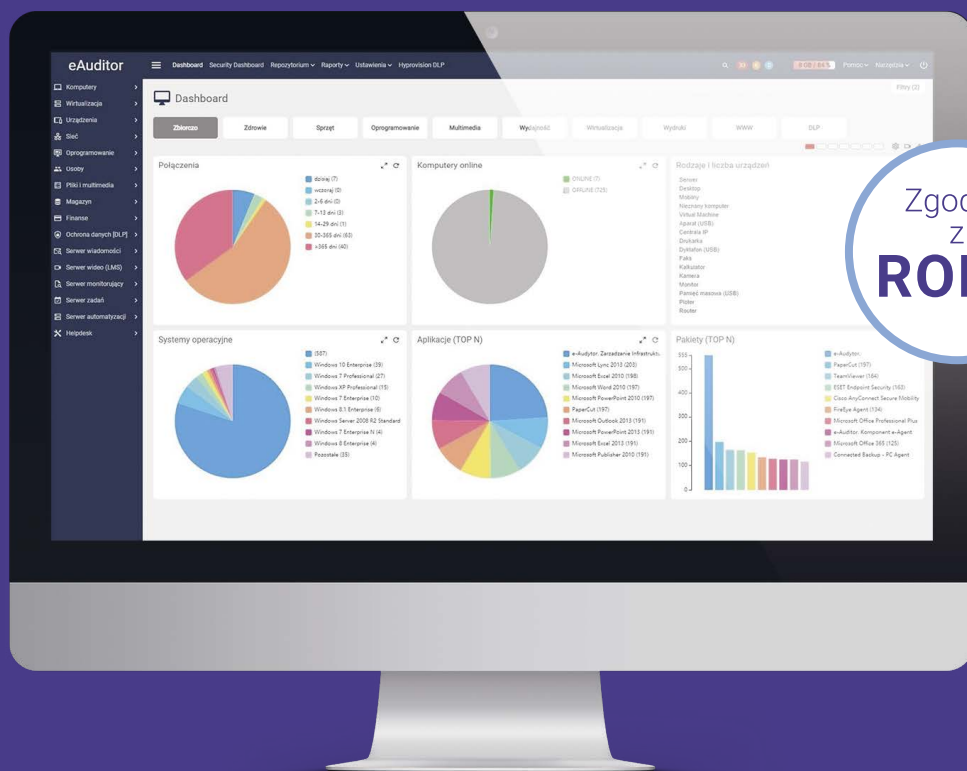 eAuditor
Dashboard Security Dashboard Repozytorium Raporty Ustawienia Hyprovision DLP
Pomoc Narzędzia
Filtry (2)
Komputery
Wirtualizacja
Urządzenia
Sieć
Oprogramowanie
Osoby
Pliki i multimedia
Magazyn
Finanse
Ochrona danych [DLP]
Serwer wiadomości
Serwer wideo (LMS)
Serwer monitorujący
Serwer zadań
Serwer automatyzacji
Helpdesk
Dashboard
Zbiorczo Zdrowie Sprzęt Oprogramowanie Multimedia Wydajność Wirtualizacja Wydruki WWW DLP
Połączenia
dzisiaj (7)
wczoraj (0)
2-6 dni (0)
7-13 dni (3)
14-29 dni (1)
30-365 dni (63)
>365 dni (40)
Komputery online
ONLINE (7)
OFFLINE (725)
Rodzaje i liczba urządzeń
Serwer
Desktop
Mobilny
Nieznany komputer
Virtual Machine
Aparat (USB)
Centrala IP
Drukarka
Dyktafon (USB)
Faks
Kalkulator
Kamera
Monitor
Pamięć masowa (USB)
Ploter
Router
Systemy operacyjne
(587)
Windows 10 Enterprise (39)
Windows 7 Professional (27)
Windows XP Professional (15)
Windows 7 Enterprise (10)
Windows 8.1 Enterprise (6)
Windows Server 2008 R2 Standard
Windows 7 Enterprise N (4)
Windows 8 Enterprise (4)
Pozostałe (35)
Aplikacje (TOP N)
e-Audytor. Zarządzanie Infrastruktu
Microsoft Lync 2013 (203)
Microsoft Excel 2010 (198)
Microsoft Word 2010 (197)
Microsoft PowerPoint 2010 (197)
PaperCut (197)
Microsoft Outlook 2013 (191)
Microsoft PowerPoint 2013 (191)
Microsoft Excel 2013 (191)
Microsoft Publisher 2010 (191)
Pakiety (TOP N)
555
500
400
300
200
100
0
e-Audytor.
PaperCut (197)
TeamViewer (164)
ESET Endpoint Security (163)
Cisco AnyConnect Secure Mobility
FireEye Agent (134)
Microsoft Office Professional Plus
e-Auditor. Komponent e-Agent
Microsoft Office 365 (125)
Connected Backup - PC Agent
Zgod
z